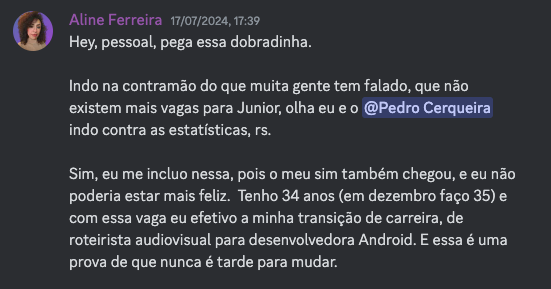 Aline Ferreira 17/07/2024, 17:39
Hey, pessoal, pega essa dobradinha.
Indo na contramão do que muita gente tem falado, que não
existem mais vagas para Junior, olha eu e o @Pedro Cerqueira
indo contra as estatísticas, rs.
Sim, eu me incluo nessa, pois o meu sim também chegou, e eu não
poderia estar mais feliz. Tenho 34 anos (em dezembro faço 35) e
com essa vaga eu efetivo a minha transição de carreira, de
roteirista audiovisual para desenvolvedora Android. E essa é uma
prova de que nunca é tarde para mudar.